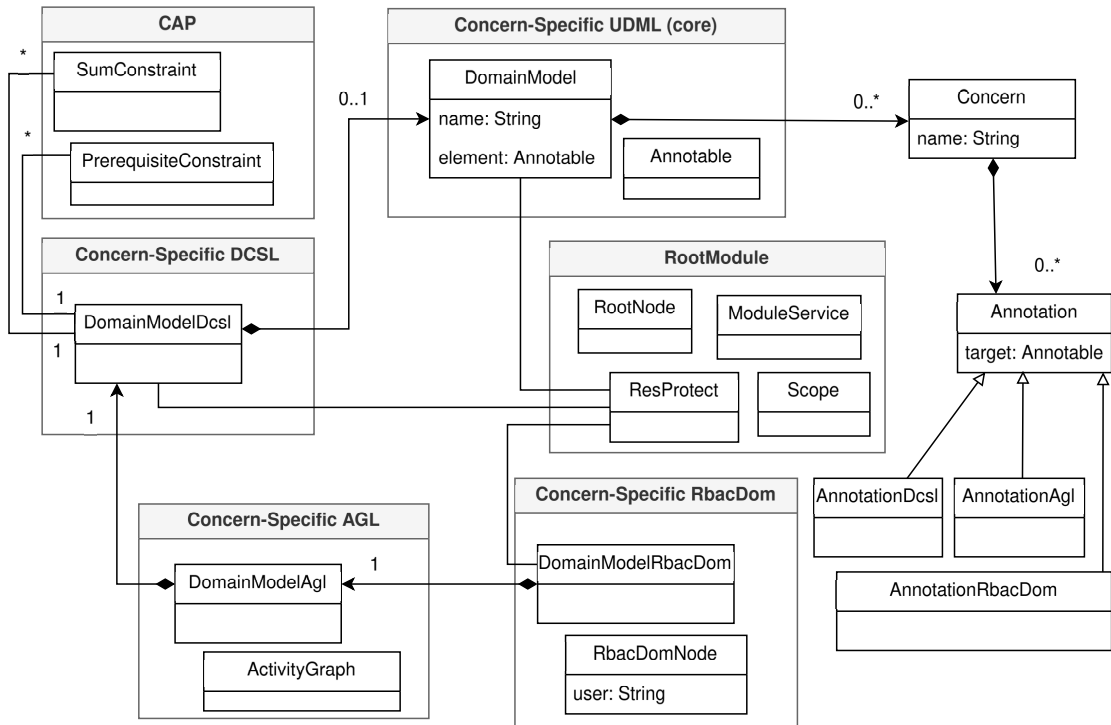 CAP
*
SumConstraint
*
PrerequisiteConstraint
Concern-Specific UDML (core)
DomainModel
name: String
element: Annotable
Annotable
0..1
0..*
Concern
name: String
0..*
Annotation
target: Annotable
Concern-Specific DCSL
1
DomainModelDcsl
1
1
RootModule
RootNode
ModuleService
ResProtect
Scope
AnnotationDcsl
AnnotationAgl
AnnotationRbacDom
Concern-Specific AGL
DomainModelAgl
1
ActivityGraph
Concern-Specific RbacDom
DomainModelRbacDom
RbacDomNode
user: String